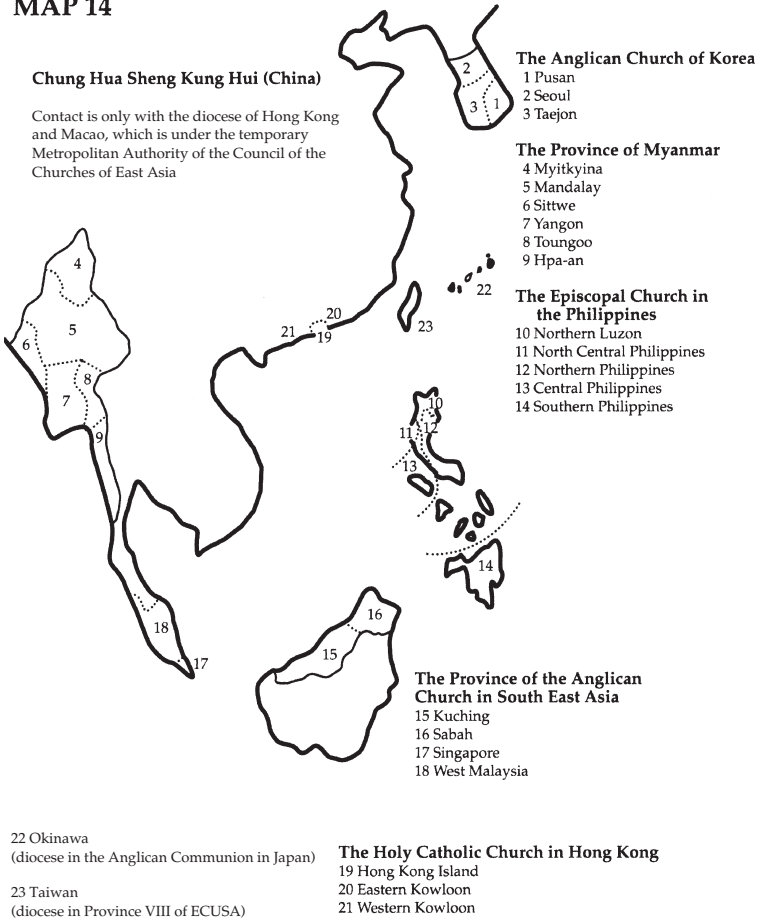 MAP 14
Chung Hua Sheng Kung Hui (China)
Contact is only with the diocese of Hong Kong
and Macao, which is under the temporary
Metropolitan Authority of the Council of the
Churches of East Asia
The Anglican Church of Korea
1 Pusan
2 Seoul
3 Taejon
The Province of Myanmar
4 Myitkyina
5 Mandalay
6 Sittwe
7 Yangon
8 Toungoo
9 Hpa-an
The Episcopal Church in
the Philippines
10 Northern Luzon
11 North Central Philippines
12 Northern Philippines
13 Central Philippines
14 Southern Philippines
2
3 1
4
5
6
7
8
9
22
23
20
21
19
10
11 12
13
14
16
15
18
17
The Province of the Anglican
Church in South East Asia
15 Kuching
16 Sabah
17 Singapore
18 West Malaysia
22 Okinawa
(diocese in the Anglican Communion in Japan)
23 Taiwan
(diocese in Province VIII of ECUSA)
The Holy Catholic Church in Hong Kong
19 Hong Kong Island
20 Eastern Kowloon
21 Western Kowloon